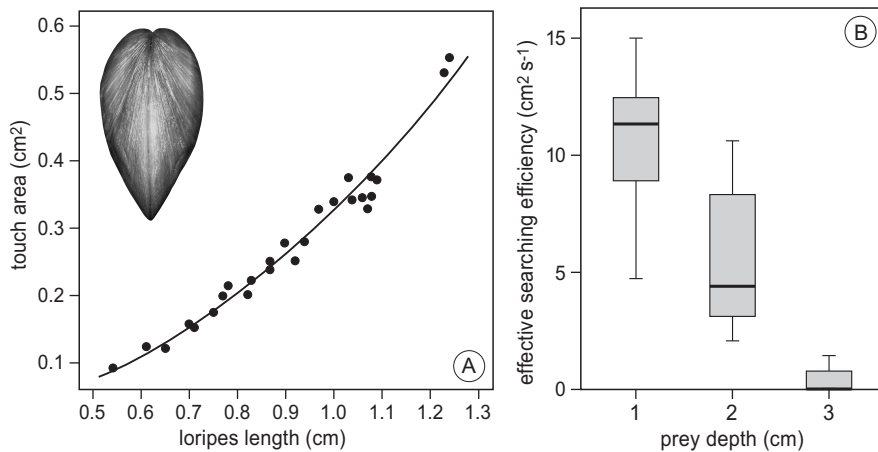 0.6
0.5
0.4
0.3
0.2
0.1
touch area (cm2)
0.5 0.6 0.7 0.8 0.9 1.0 1.1 1.2 1.3
loripes length (cm)
A
15
10
5
0
effective searching efficiency (cm2 s-1)
1 2 3
prey depth (cm)
B